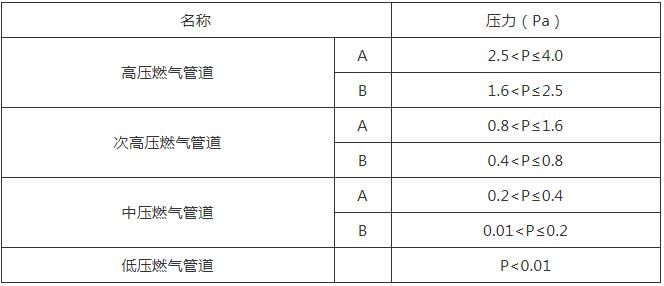 名称 压力（Pa）
高压燃气管道 A 2.5<P≤4.0
B 1.6<P≤2.5
次高压燃气管道 A 0.8<P≤1.6
B 0.4<P≤0.8
中压燃气管道 A 0.2<P≤0.4
B 0.01<P≤0.2
低压燃气管道 P<0.01